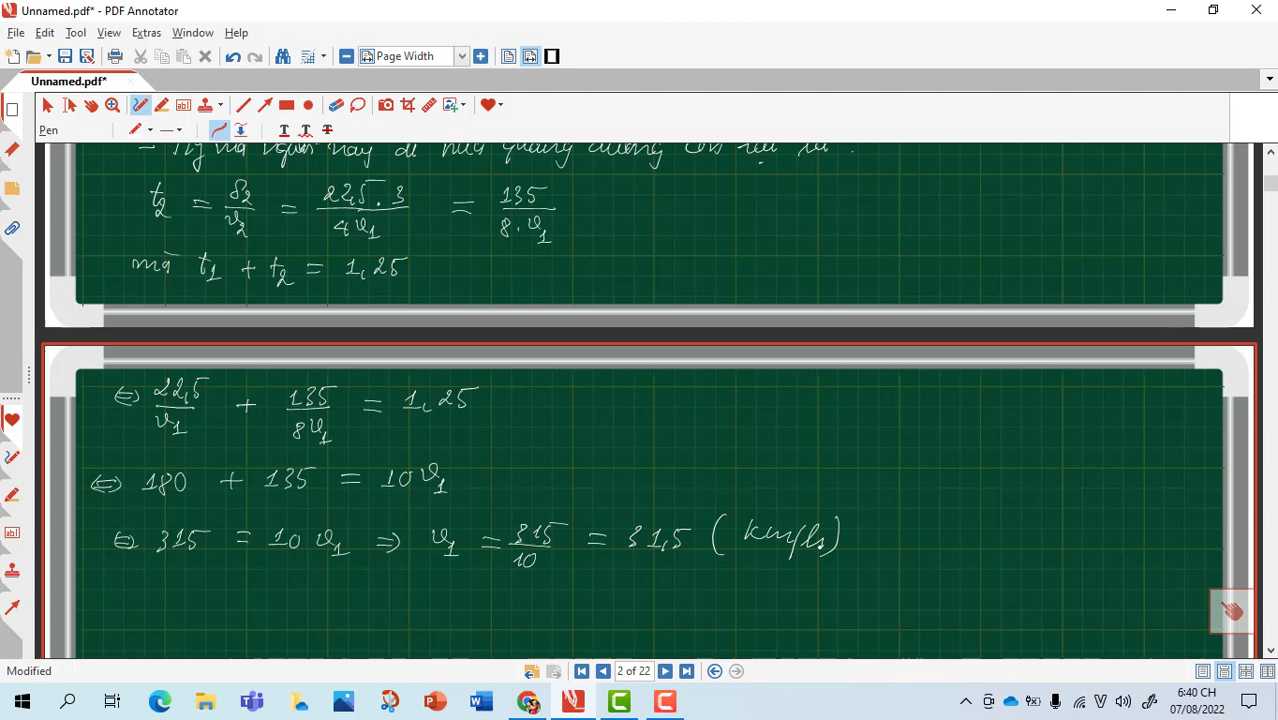 Unnamed.pdf* - PDF Annotator
File Edit Tool View Extras Window Help
Page Width
Unnamed.pdf*
Pen
t2 = S2/v2 = 22,5 . 3/4v1 = 135/8.v1
mà t1 + t2 = 1,25
⇔ 22,5/v1 + 135/8v1 = 1,25
⇔ 180 + 135 = 10v1
⇔ 315 = 10v1 ⇒ v1 = 315/10 = 31,5 (km/h)
Modified
2 of 22
6:40 CH
07/08/2022